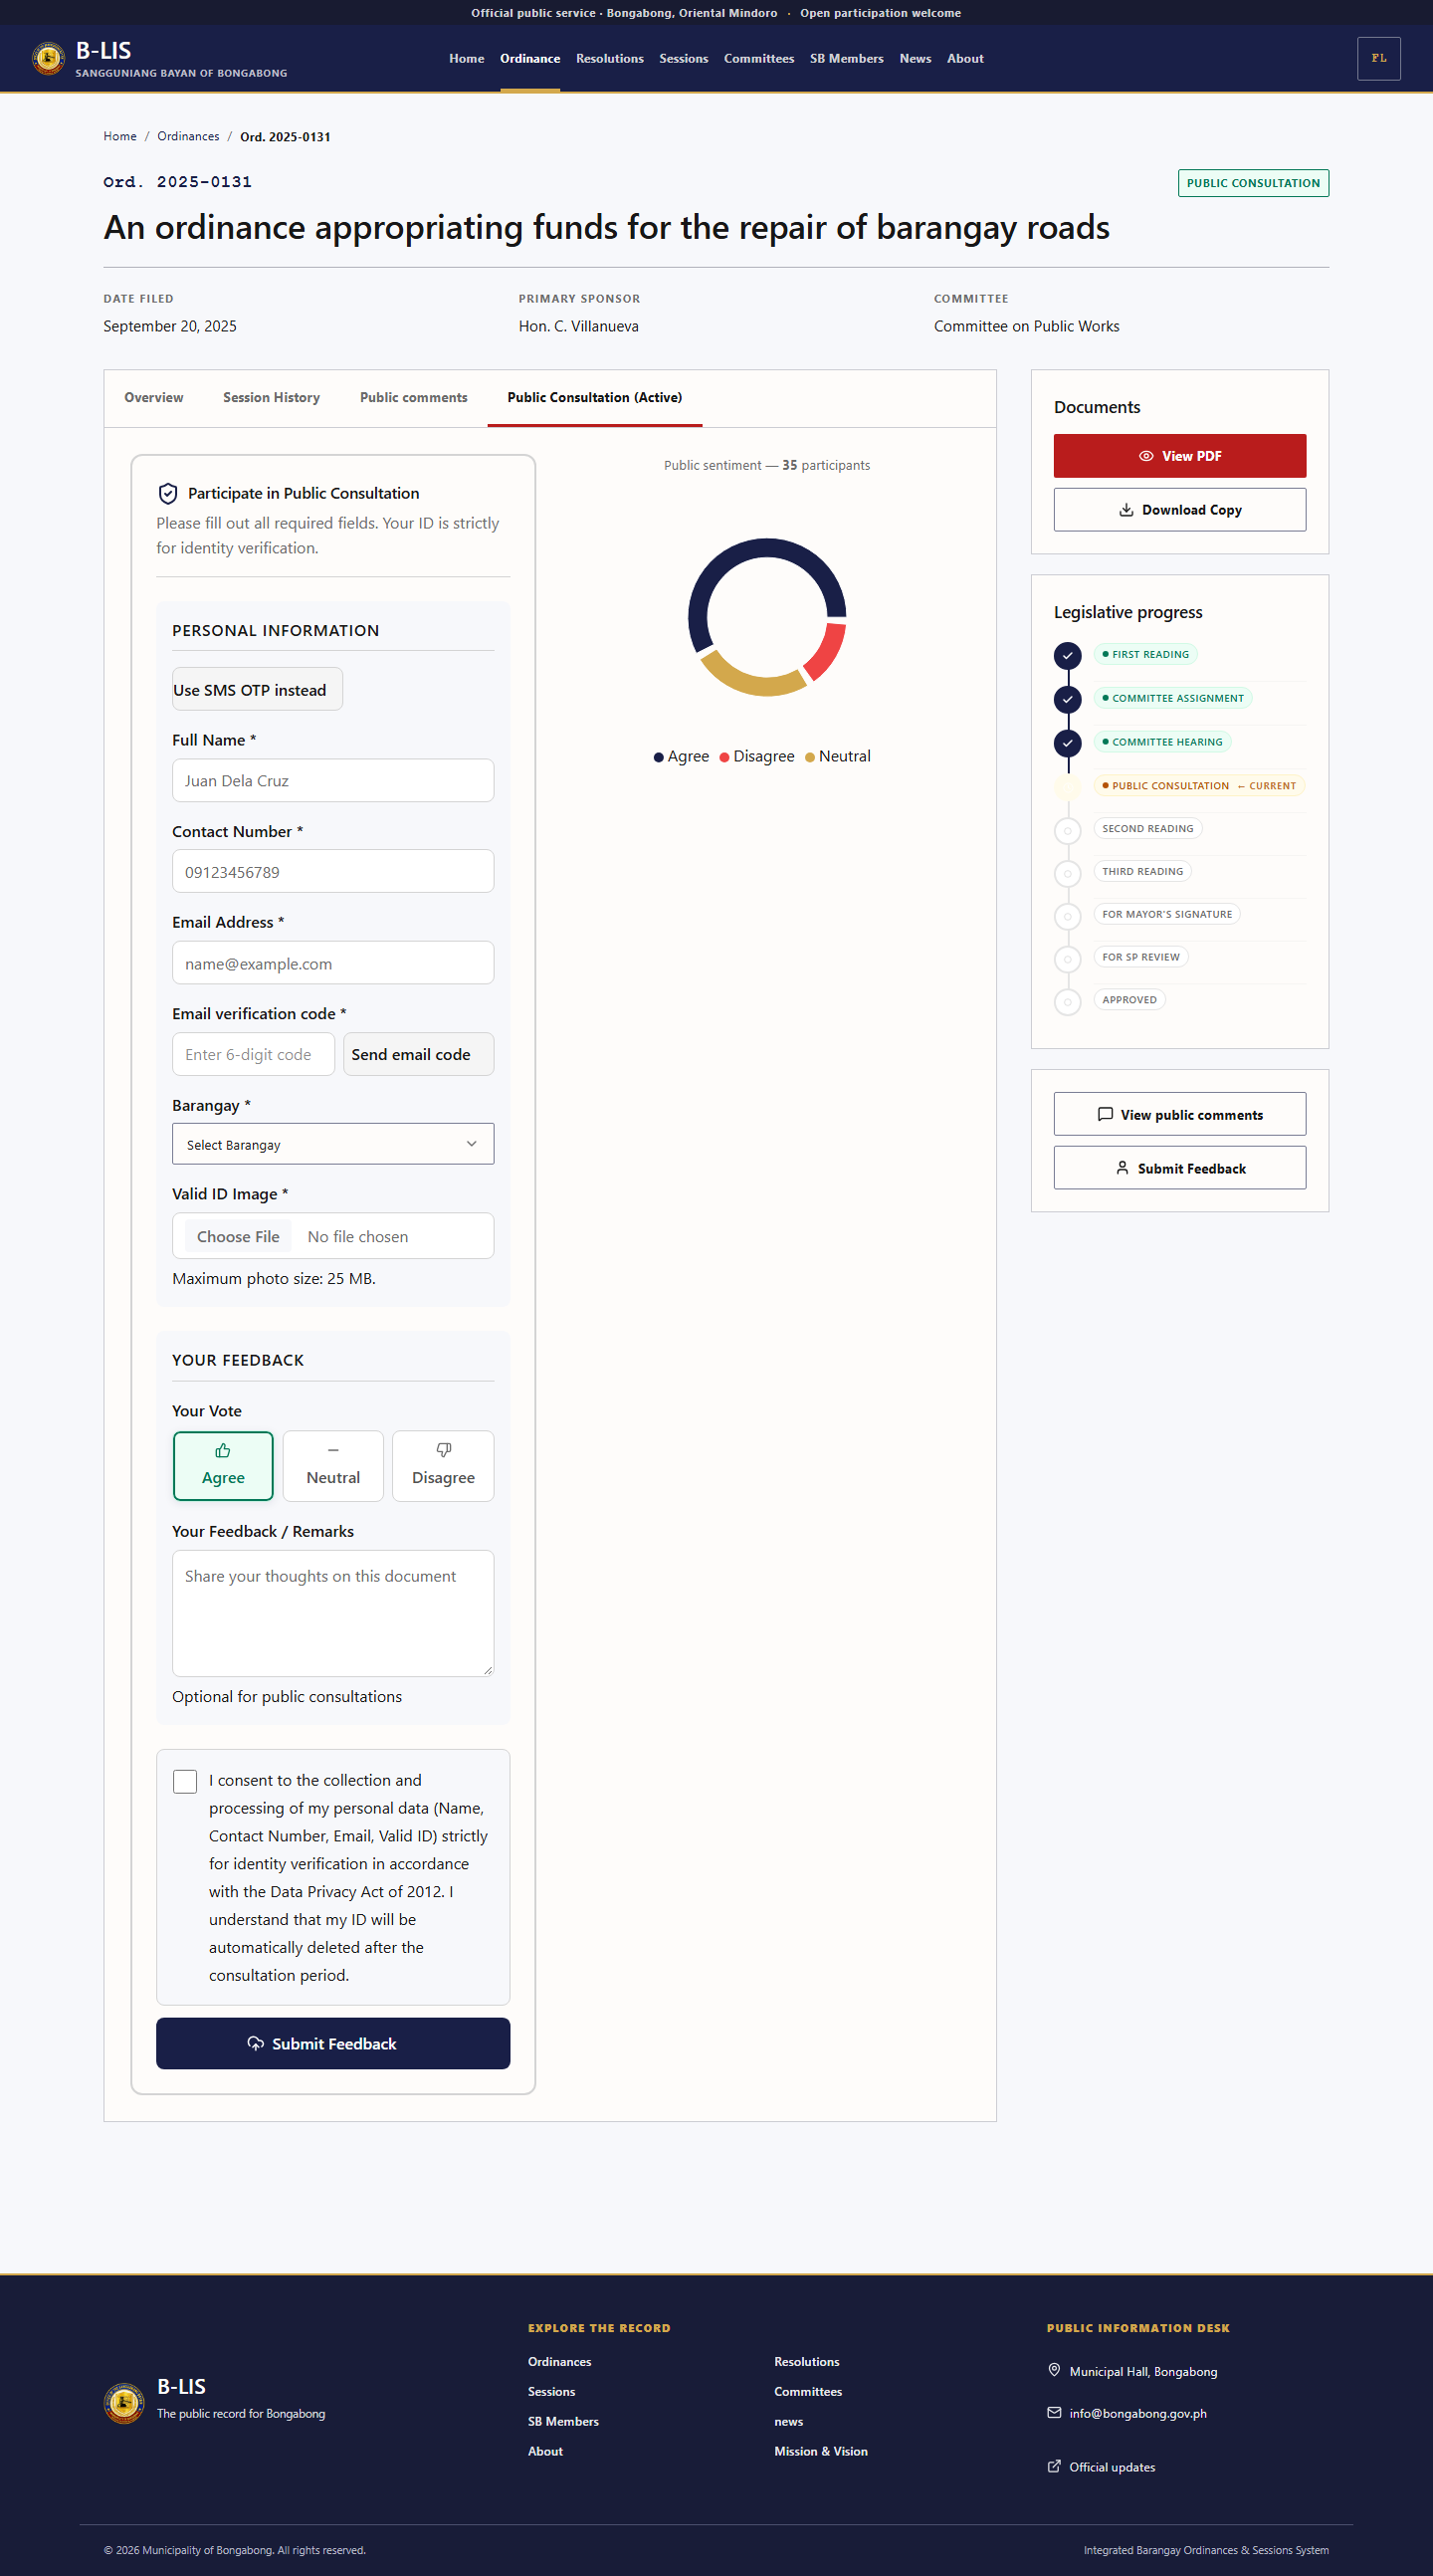 Official public service · Bongabong, Oriental Mindoro · Open participation welcome
B-LIS
SANGGUNIANG BAYAN OF BONGABONG
Home Ordinance Resolutions Sessions Committees SB Members News About
FL
Home / Ordinances / Ord. 2025-0131
Ord. 2025-0131
PUBLIC CONSULTATION
An ordinance appropriating funds for the repair of barangay roads
DATE FILED
September 20, 2025
PRIMARY SPONSOR
Hon. C. Villanueva
COMMITTEE
Committee on Public Works
Overview Session History Public comments Public Consultation (Active)
Participate in Public Consultation
Please fill out all required fields. Your ID is strictly
for identity verification.
PERSONAL INFORMATION
Use SMS OTP instead
Full Name *
Juan Dela Cruz
Contact Number *
09123456789
Email Address *
name@example.com
Email verification code *
Enter 6-digit code Send email code
Barangay *
Select Barangay
Valid ID Image *
Choose File No file chosen
Maximum photo size: 25 MB.
YOUR FEEDBACK
Your Vote
Agree Neutral Disagree
Your Feedback / Remarks
Share your thoughts on this document
Optional for public consultations
I consent to the collection and
processing of my personal data (Name,
Contact Number, Email, Valid ID) strictly
for identity verification in accordance
with the Data Privacy Act of 2012. I
understand that my ID will be
automatically deleted after the
consultation period.
Submit Feedback
Public sentiment — 35 participants
Agree Disagree Neutral
Documents
View PDF
Download Copy
Legislative progress
FIRST READING
COMMITTEE ASSIGNMENT
COMMITTEE HEARING
PUBLIC CONSULTATION ← CURRENT
SECOND READING
THIRD READING
FOR MAYOR'S SIGNATURE
FOR SP REVIEW
APPROVED
View public comments
Submit Feedback
B-LIS
The public record for Bongabong
EXPLORE THE RECORD
Ordinances Resolutions
Sessions Committees
SB Members news
About Mission & Vision
PUBLIC INFORMATION DESK
Municipal Hall, Bongabong
info@bongabong.gov.ph
Official updates
© 2026 Municipality of Bongabong. All rights reserved.
Integrated Barangay Ordinances & Sessions System